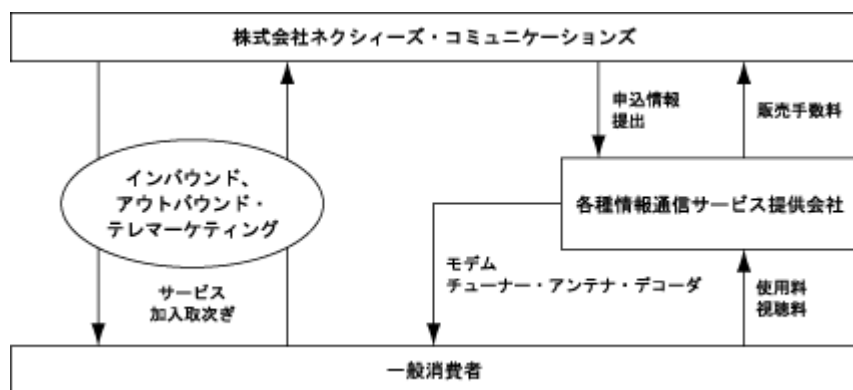 株式会社ネクシィーズ・コミュニケーションズ
申込情報
提出
販売手数料
インバウンド、
アウトバウンド・
テレマーケティング
各種情報通信サービス提供会社
モデム
チューナー・アンテナ・デコーダ
使用料
視聴料
サービス
加入取次ぎ
一般消費者